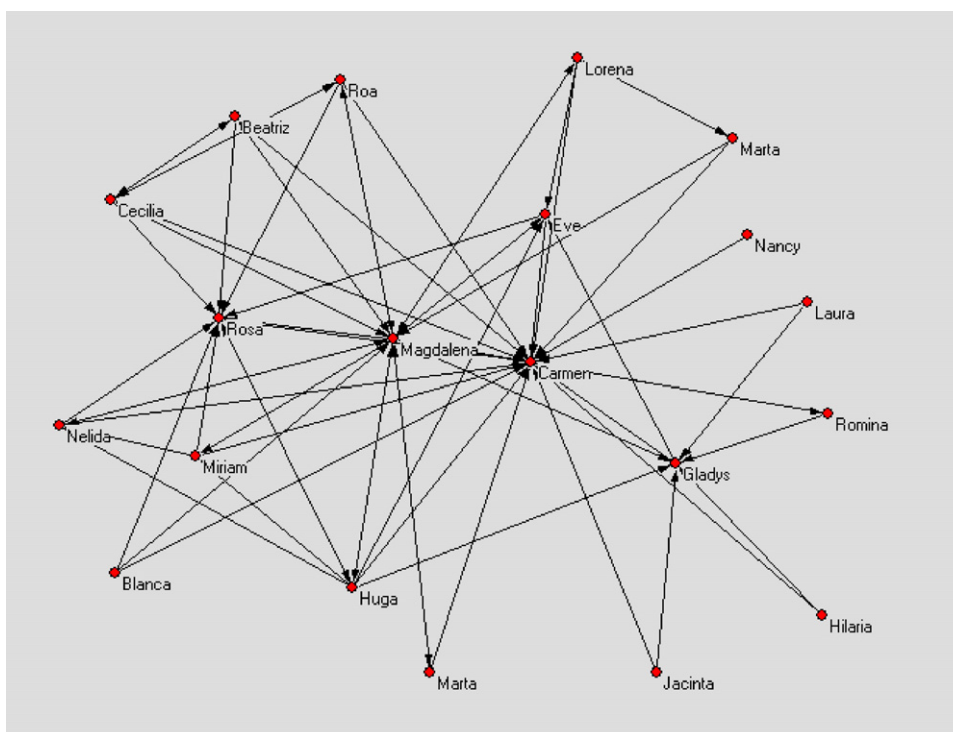 Lorena
Roa
Beatriz
Marta
Cecilia
Eve
Nancy
Laura
Rosa
Magdalena
Carmen
Romina
Nelida
Miriam
Gladys
Blanca
Huga
Hilaria
Marta
Jacinta